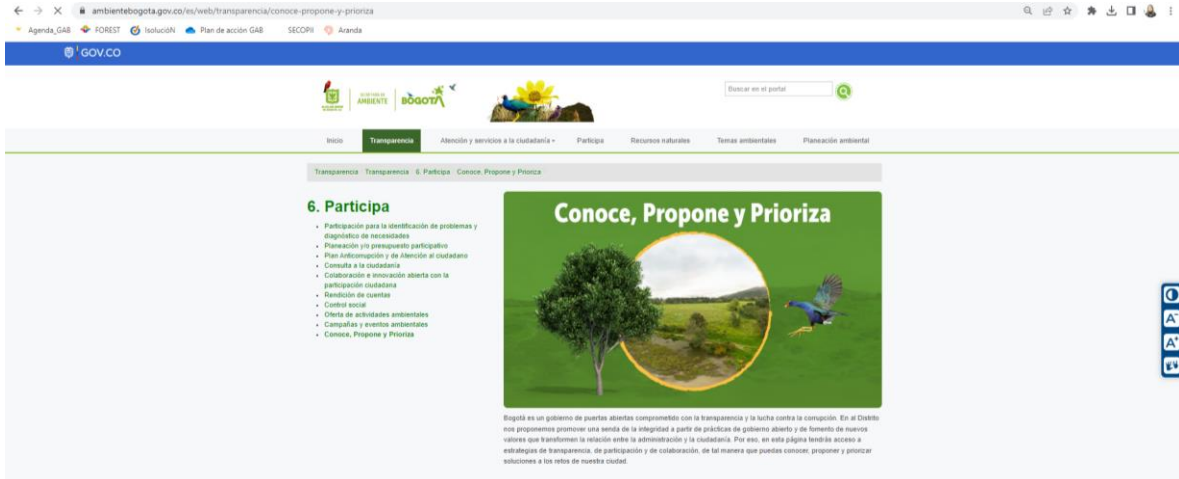 ambientebogota.gov.co/es/web/transparencia/conoce-propone-y-prioriza
Agenda_GAB FOREST IsolucióN Plan de acción GAB SECOPII Aranda
GOV.CO
SECRETARÍA DE
AMBIENTE
BOGOTÁ
Buscar en el portal
Inicio Transparencia Atención y servicios a la ciudadanía Participa Recursos naturales Temas ambientales Planeación ambiental
Transparencia Transparencia 6. Participa Conoce, Propone y Prioriza
6. Participa
Participación para la identificación de problemas y
diagnóstico de necesidades
Planeación y/o presupuesto participativo
Plan Anticorrupción y de Atención al ciudadano
Consulta a la ciudadanía
Colaboración e innovación abierta con la
participación ciudadana
Rendición de cuentas
Control social
Oferta de actividades ambientales
Campañas y eventos ambientales
Conoce, Propone y Prioriza
Conoce, Propone y Prioriza
Bogotá es un gobierno de puertas abiertas comprometido con la transparencia y la lucha contra la corrupción. En al Distrito
nos proponemos promover una senda de la integridad a partir de prácticas de gobierno abierto y de fomento de nuevos
valores que transformen la relación entre la administración y la ciudadanía. Por eso, en esta página tendrás acceso a
estrategias de transparencia, de participación y de colaboración, de tal manera que puedas conocer, proponer y priorizar
soluciones a los retos de nuestra ciudad.
A-
A+